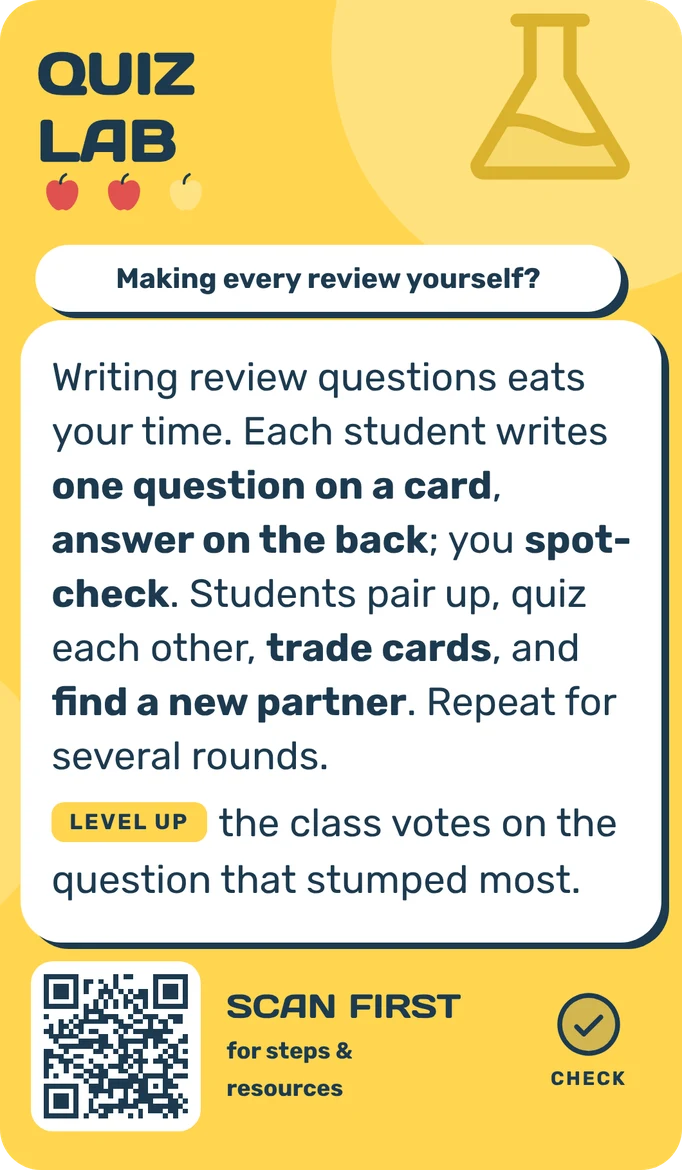 QUIZ
LAB
Making every review yourself?
Writing review questions eats
your time. Each student writes
one question on a card,
answer on the back; you spot-
check. Students pair up, quiz
each other, trade cards, and
find a new partner. Repeat for
several rounds.
LEVEL UP the class votes on the
question that stumped most.
SCAN FIRST
for steps &
resources
CHECK